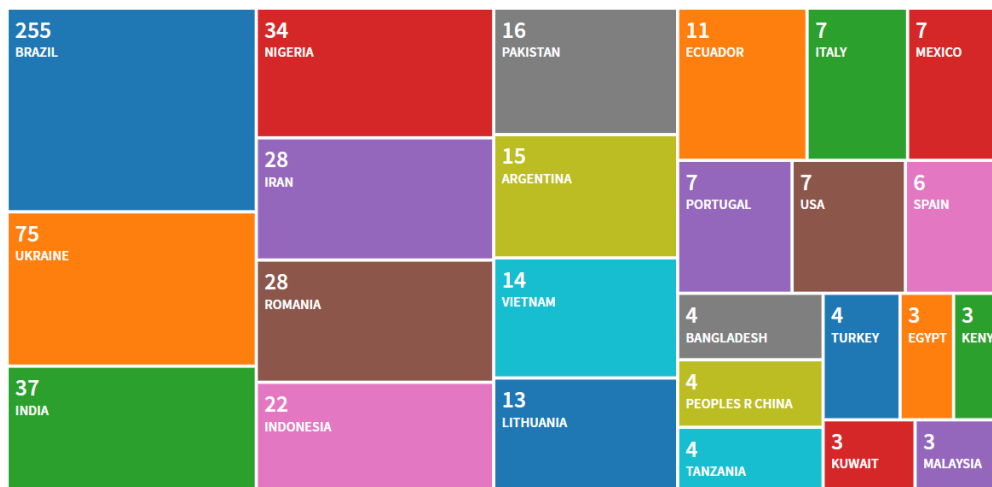 255
BRAZIL
75
UKRAINE
37
INDIA
34
NIGERIA
28
IRAN
28
ROMANIA
22
INDONESIA
16
PAKISTAN
15
ARGENTINA
14
VIETNAM
13
LITHUANIA
11
ECUADOR
7
ITALY
7
MEXICO
7
PORTUGAL
7
USA
6
SPAIN
4
BANGLADESH
4
PEOPLES R CHINA
4
TANZANIA
4
TURKEY
3
EGYPT
3
KENY
3
KUWAIT
3
MALAYSIA